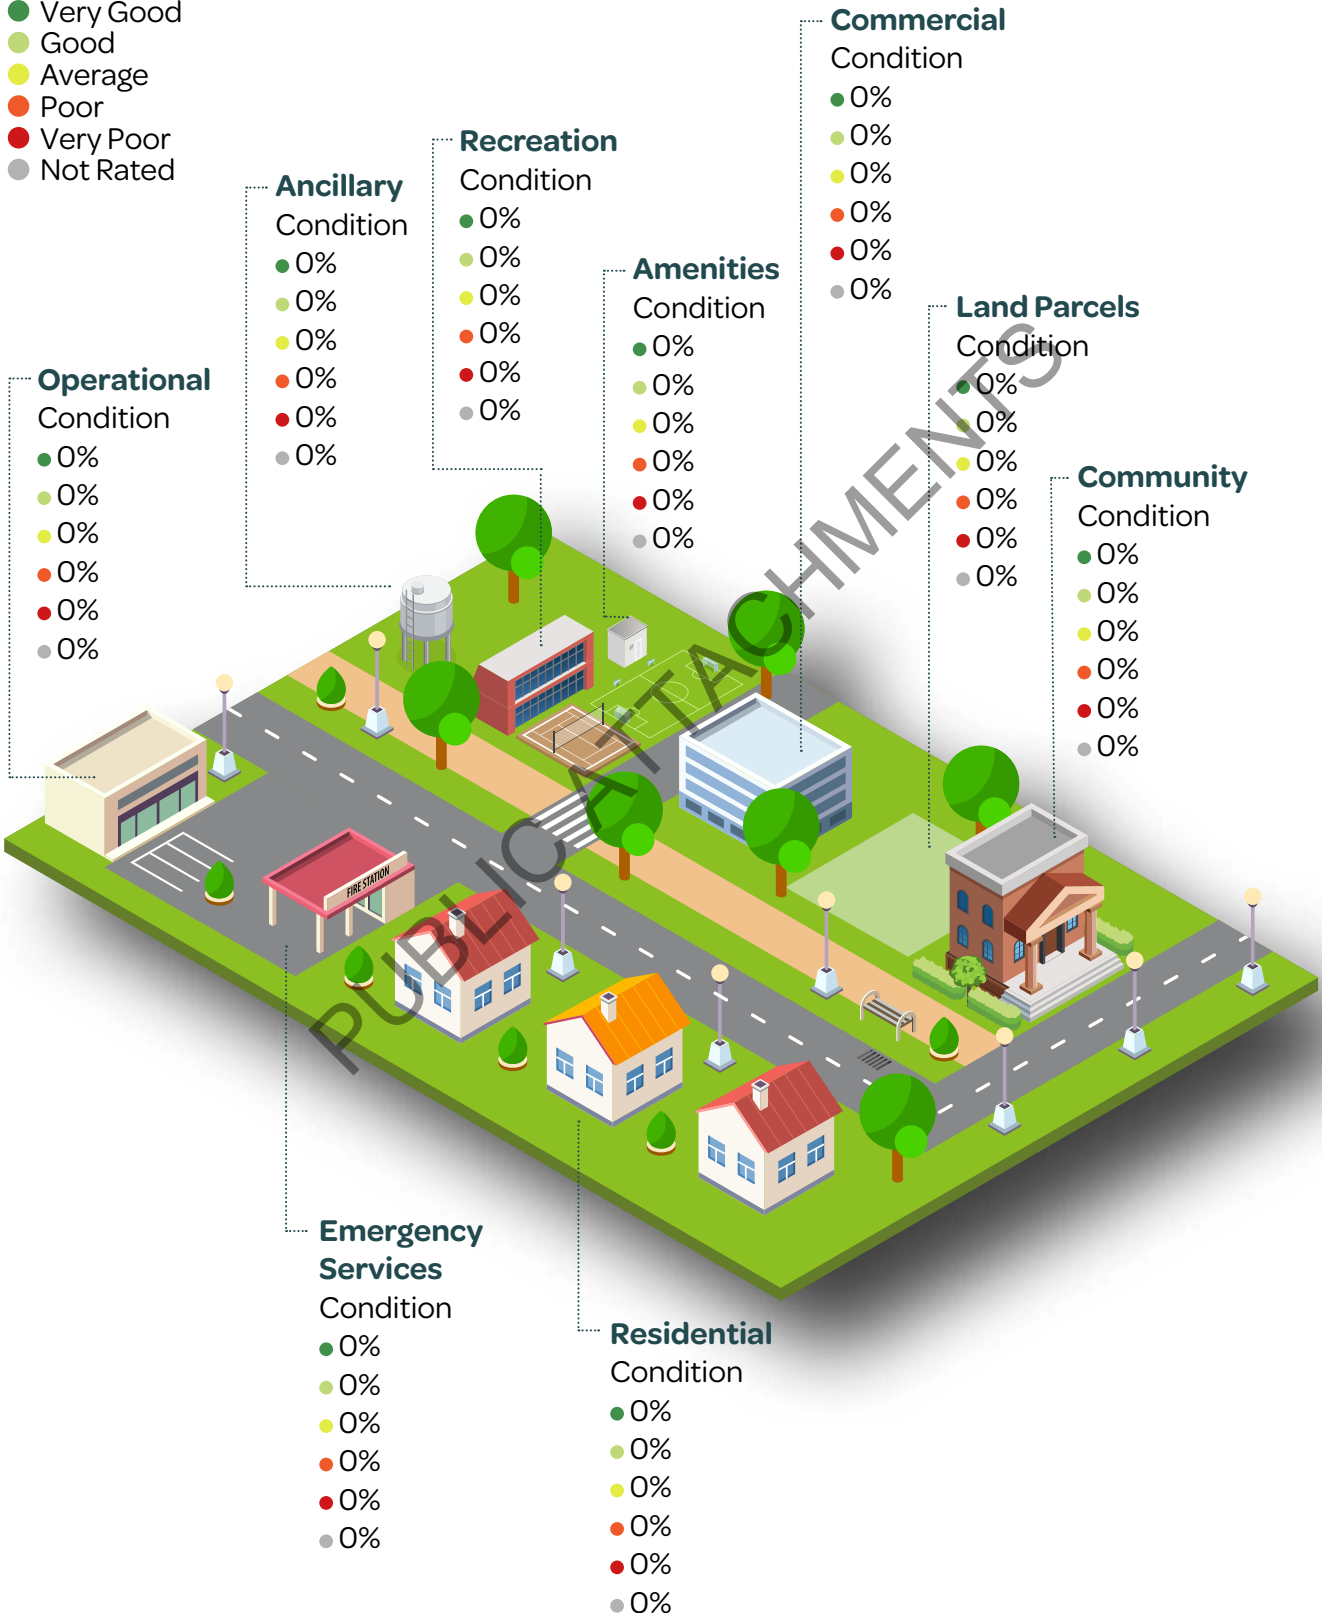 Very Good
Good
Average
Poor
Very Poor
Not Rated
Commercial
Condition
0%
0%
0%
0%
0%
0%
Recreation
Condition
0%
0%
0%
0%
0%
0%
Ancillary
Condition
0%
0%
0%
0%
0%
0%
Amenities
Condition
0%
0%
0%
0%
0%
0%
Land Parcels
Condition
0%
0%
0%
0%
0%
0%
Operational
Condition
0%
0%
0%
0%
0%
0%
Community
Condition
0%
0%
0%
0%
0%
0%
FIRE STATION
PUBLIC ATTACHMENTS
Emergency
Services
Condition
0%
0%
0%
0%
0%
0%
Residential
Condition
0%
0%
0%
0%
0%
0%